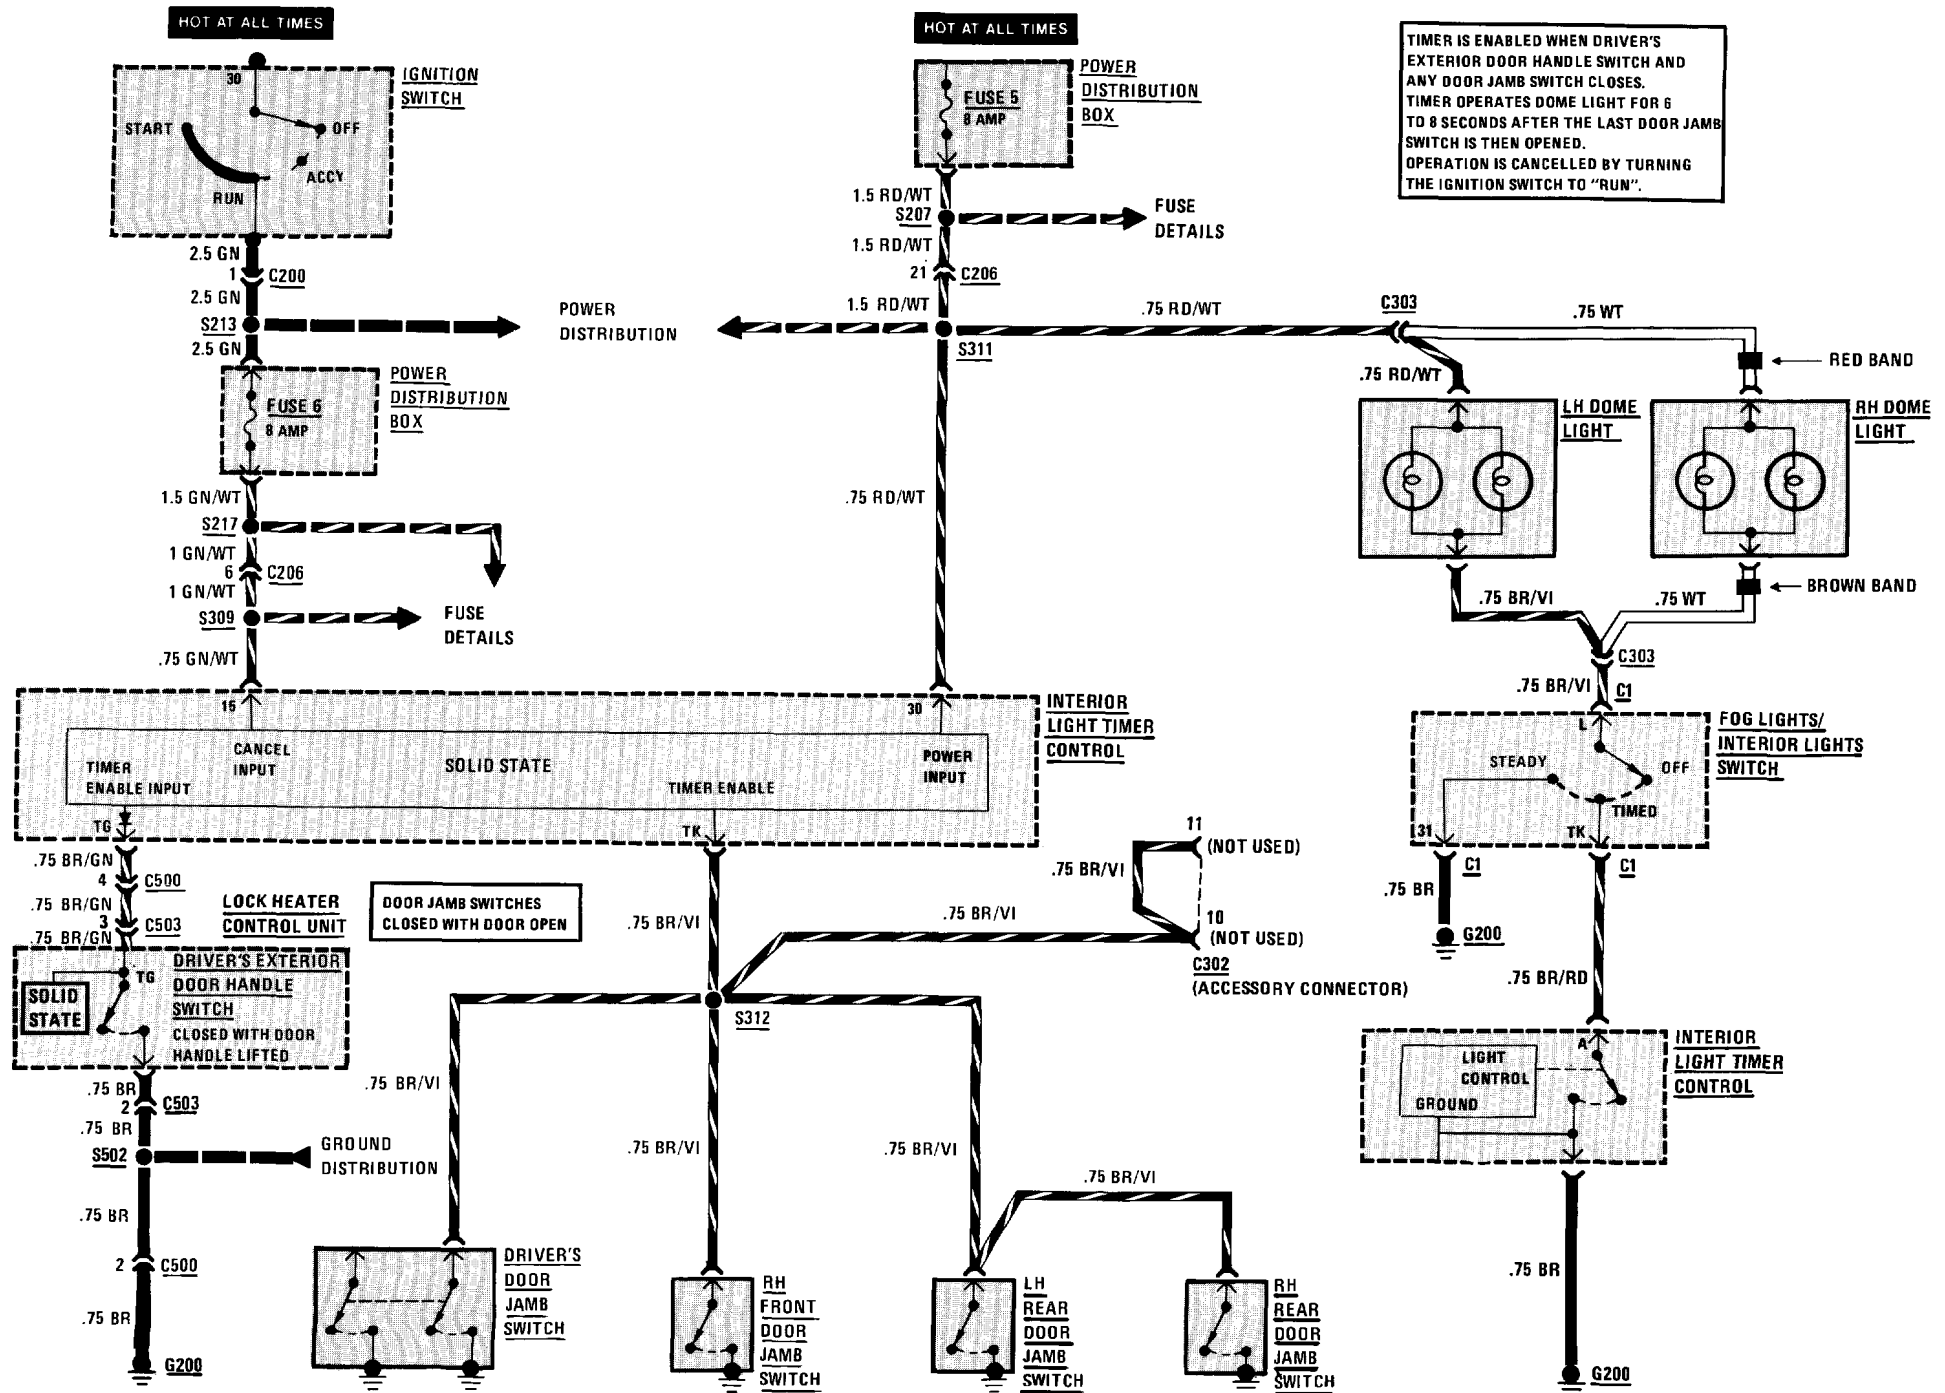 HOT AT ALL TIMES
30
IGNITION
SWITCH
START
OFF
ACCY
RUN
2.5 GN
1
C200
2.5 GN
S213
2.5 GN
POWER
DISTRIBUTION
POWER
DISTRIBUTION
BOX
FUSE 6
8 AMP
1.5 GN/WT
S217
1 GN/WT
6
C206
1 GN/WT
S309
FUSE
DETAILS
.75 GN/WT
HOT AT ALL TIMES
FUSE 5
8 AMP
POWER
DISTRIBUTION
BOX
1.5 RD/WT
S207
FUSE
DETAILS
1.5 RD/WT
21
C206
1.5 RD/WT
S311
.75 RD/WT
.75 RD/WT
TIMER IS ENABLED WHEN DRIVER'S
EXTERIOR DOOR HANDLE SWITCH AND
ANY DOOR JAMB SWITCH CLOSES.
TIMER OPERATES DOME LIGHT FOR 6
TO 8 SECONDS AFTER THE LAST DOOR JAMB
SWITCH IS THEN OPENED.
OPERATION IS CANCELLED BY TURNING
THE IGNITION SWITCH TO "RUN".
C303
.75 WT
RED BAND
.75 RD/WT
LH DOME
LIGHT
RH DOME
LIGHT
.75 BR/VI
.75 WT
BROWN BAND
C303
.75 BR/VI
C1
L
FOG LIGHTS/
INTERIOR LIGHTS
SWITCH
STEADY
OFF
TIMED
31
TK
C1
C1
.75 BR
G200
.75 BR/RD
A
LIGHT
CONTROL
GROUND
INTERIOR
LIGHT TIMER
CONTROL
.75 BR
G200
15
30
INTERIOR
LIGHT TIMER
CONTROL
CANCEL
INPUT
TIMER
ENABLE INPUT
SOLID STATE
TIMER ENABLE
POWER
INPUT
TG
TK
.75 BR/GN
4
C500
.75 BR/GN
3
C503
.75 BR/GN
LOCK HEATER
CONTROL UNIT
DOOR JAMB SWITCHES
CLOSED WITH DOOR OPEN
DRIVER'S EXTERIOR
DOOR HANDLE
SWITCH
CLOSED WITH DOOR
HANDLE LIFTED
TG
SOLID
STATE
.75 BR
2
C503
.75 BR
S502
GROUND
DISTRIBUTION
.75 BR
2
C500
.75 BR
G200
.75 BR/VI
.75 BR/VI
11
(NOT USED)
.75 BR/VI
10
(NOT USED)
C302
(ACCESSORY CONNECTOR)
S312
.75 BR/VI
.75 BR/VI
.75 BR/VI
.75 BR/VI
DRIVER'S
DOOR
JAMB
SWITCH
RH
FRONT
DOOR
JAMB
SWITCH
LH
REAR
DOOR
JAMB
SWITCH
RH
REAR
DOOR
JAMB
SWITCH